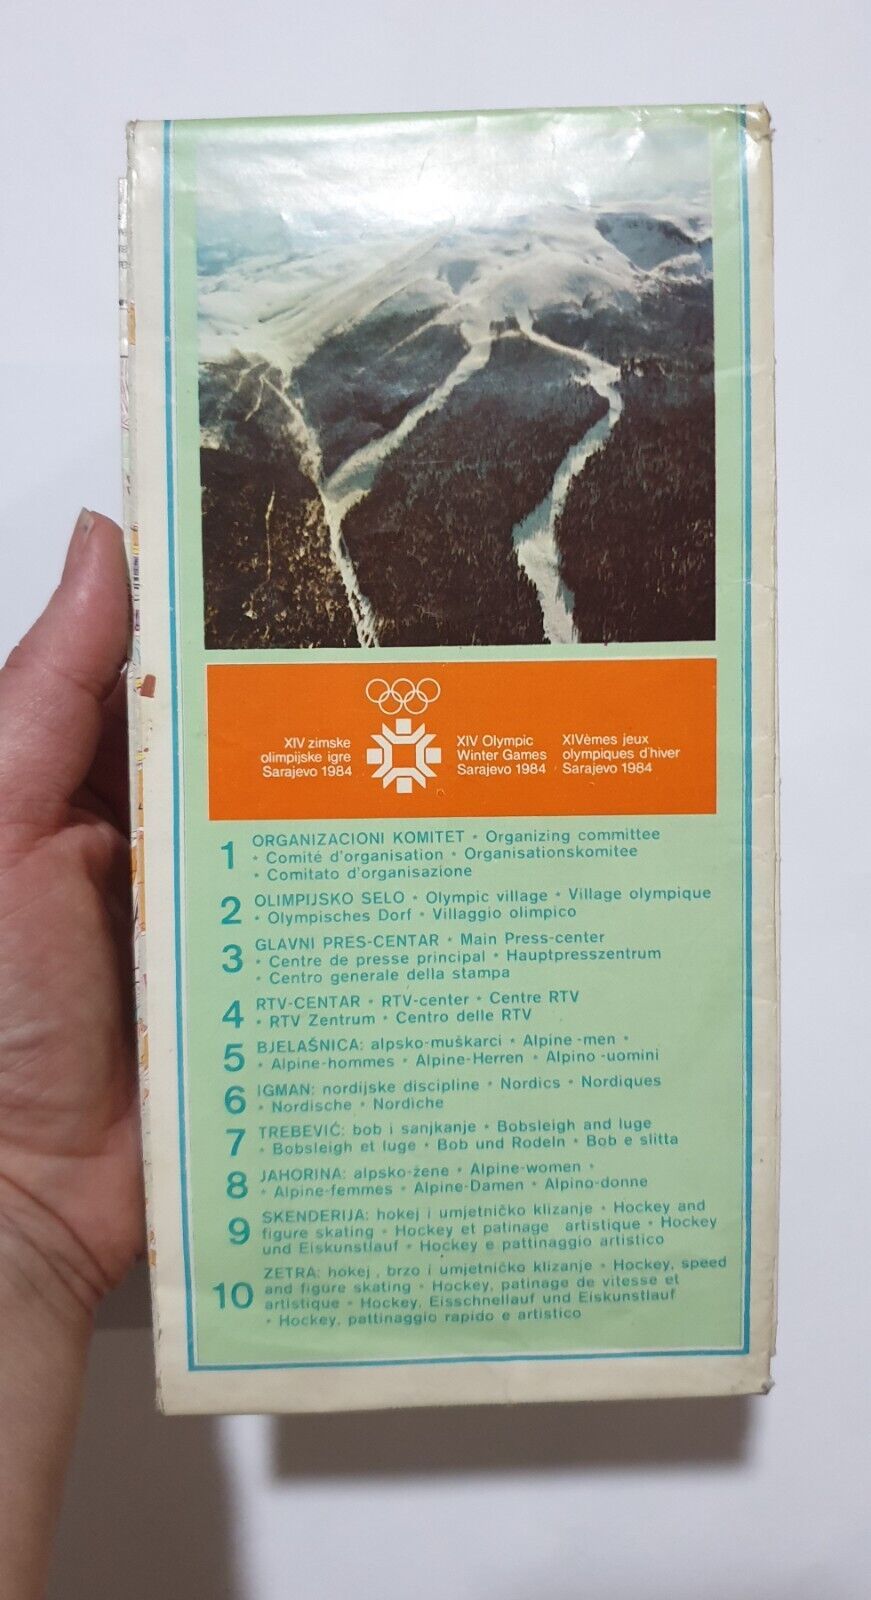 XIV zimske
olimpijske igre
Sarajevo 1984
XIV Olympic
Winter Games
Sarajevo 1984
XIVèmes jeux
olympiques d'hiver
Sarajevo 1984
1 ORGANIZACIONI KOMITET * Organizing committee
* Comité d'organisation * Organisationskomitee
* Comitato d'organisazione
2 OLIMPIJSKO SELO * Olympic village * Village olympique
* Olympisches Dorf * Villaggio olimpico
3 GLAVNI PRES-CENTAR * Main Press-center
* Centre de presse principal * Hauptpresszentrum
* Centro generale della stampa
4 RTV-CENTAR * RTV-center * Centre RTV
* RTV Zentrum * Centro delle RTV
5 BJELAŠNICA: alpsko-muškarci * Alpine-men *
* Alpine-hommes * Alpine-Herren * Alpino-uomini
6 IGMAN: nordijske discipline * Nordics * Nordiques
* Nordische * Nordiche
7 TREBEVIĆ: bob i sanjkanje * Bobsleigh and luge
* Bobsleigh et luge * Bob und Rodeln * Bob e slitta
8 JAHORINA: alpsko-žene * Alpine-women *
* Alpine-femmes * Alpine-Damen * Alpino-donne
9 SKENDERIJA: hokej i umjetničko klizanje * Hockey and
figure skating * Hockey et patinage artistique * Hockey
und Eiskunstlauf * Hockey e pattinaggio artistico
10 ZETRA: hokej, brzo i umjetničko klizanje * Hockey, speed
and figure skating * Hockey, patinage de vitesse et
artistique * Hockey, Eisschnellauf und Eiskunstlauf
* Hockey, pattinaggio rapido e artistico